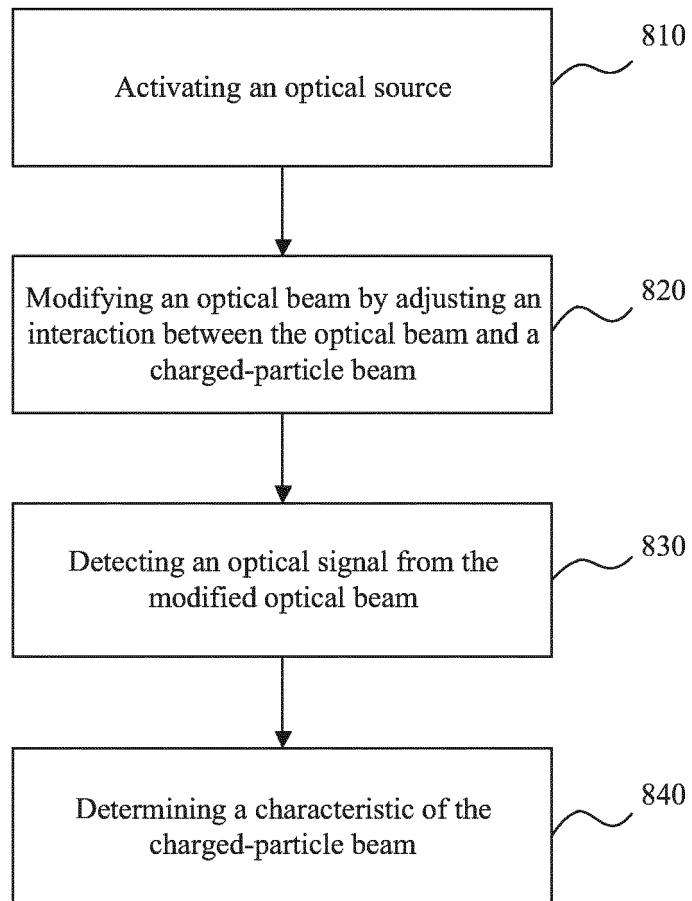 810
Activating an optical source
820
Modifying an optical beam by adjusting an
interaction between the optical beam and a
charged-particle beam
830
Detecting an optical signal from the
modified optical beam
840
Determining a characteristic of the
charged-particle beam